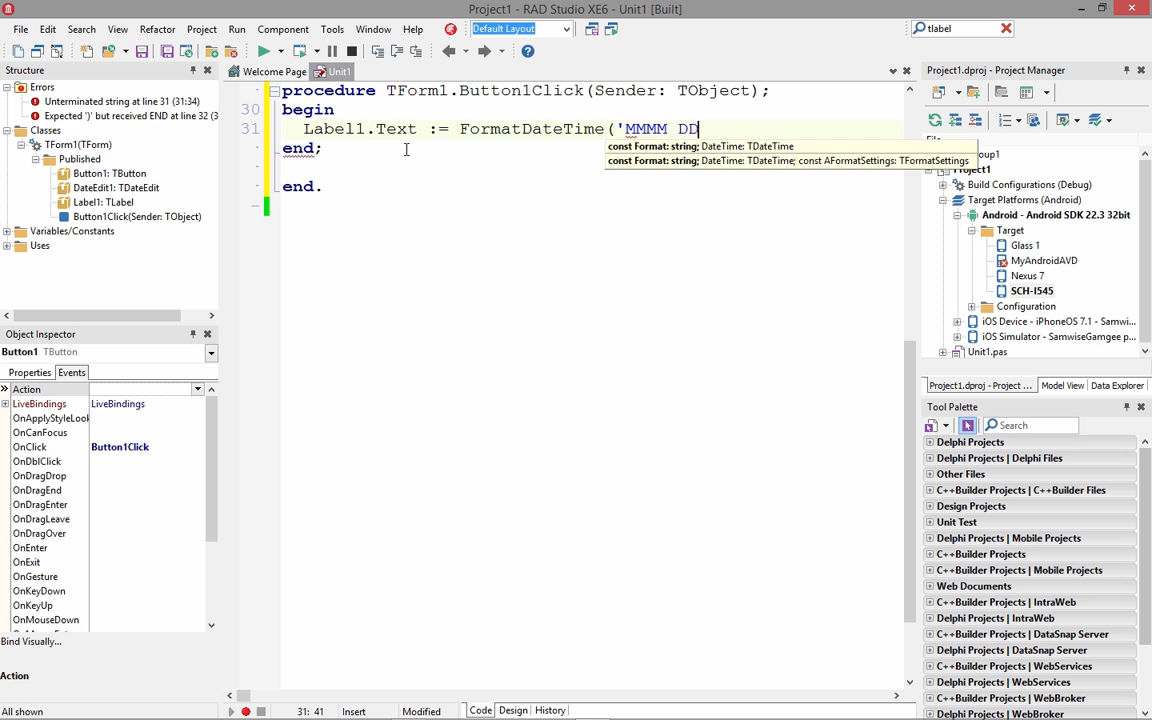 Project1 - RAD Studio XE6 - Unit1 [Built]
File Edit Search View Refactor Project Run Component Tools Window Help
Default Layout
tlabel
Structure
Welcome Page
Unit1
Project1.dproj - Project Manager
Errors
Unterminated string at line 31 (31:34)
Expected ')' but received END at line 32 (3
Classes
TForm1(TForm)
Published
Button1: TButton
DateEdit1: TDateEdit
Label1: TLabel
Button1Click(Sender: TObject)
Variables/Constants
Uses
procedure TForm1.Button1Click(Sender: TObject);
30 begin
31 Label1.Text := FormatDateTime('MMMM DD
const Format: string; DateTime: TDateTime
const Format: string; DateTime: TDateTime; const AFormatSettings: TFormatSettings
end;
end.
Project1
Build Configurations (Debug)
Target Platforms (Android)
Android - Android SDK 22.3 32bit
Target
Glass 1
MyAndroidAVD
Nexus 7
SCH-I545
Configuration
iOS Device - iPhoneOS 7.1 - Samwi...
iOS Simulator - SamwiseGamgee p...
Unit1.pas
Project1.dproj - Project ...
Model View
Data Explorer
Object Inspector
Button1 TButton
Properties
Events
Action
LiveBindings LiveBindings
OnApplyStyleLook
OnCanFocus
OnClick Button1Click
OnDblClick
OnDragDrop
OnDragEnd
OnDragEnter
OnDragLeave
OnDragOver
OnEnter
OnExit
OnGesture
OnKeyDown
OnKeyUp
OnMouseDown
Bind Visually...
Action
All shown
Tool Palette
Search
Delphi Projects
Delphi Projects | Delphi Files
Other Files
C++Builder Projects | C++Builder Files
Design Projects
Unit Test
Delphi Projects | Mobile Projects
C++Builder Projects
C++Builder Projects | Mobile Projects
Web Documents
C++Builder Projects | IntraWeb
Delphi Projects | IntraWeb
C++Builder Projects | DataSnap Server
Delphi Projects | DataSnap Server
C++Builder Projects | WebServices
Delphi Projects | WebServices
C++Builder Projects | WebBroker
Delphi Projects | WebBroker
31: 41
Insert
Modified
Code
Design
History